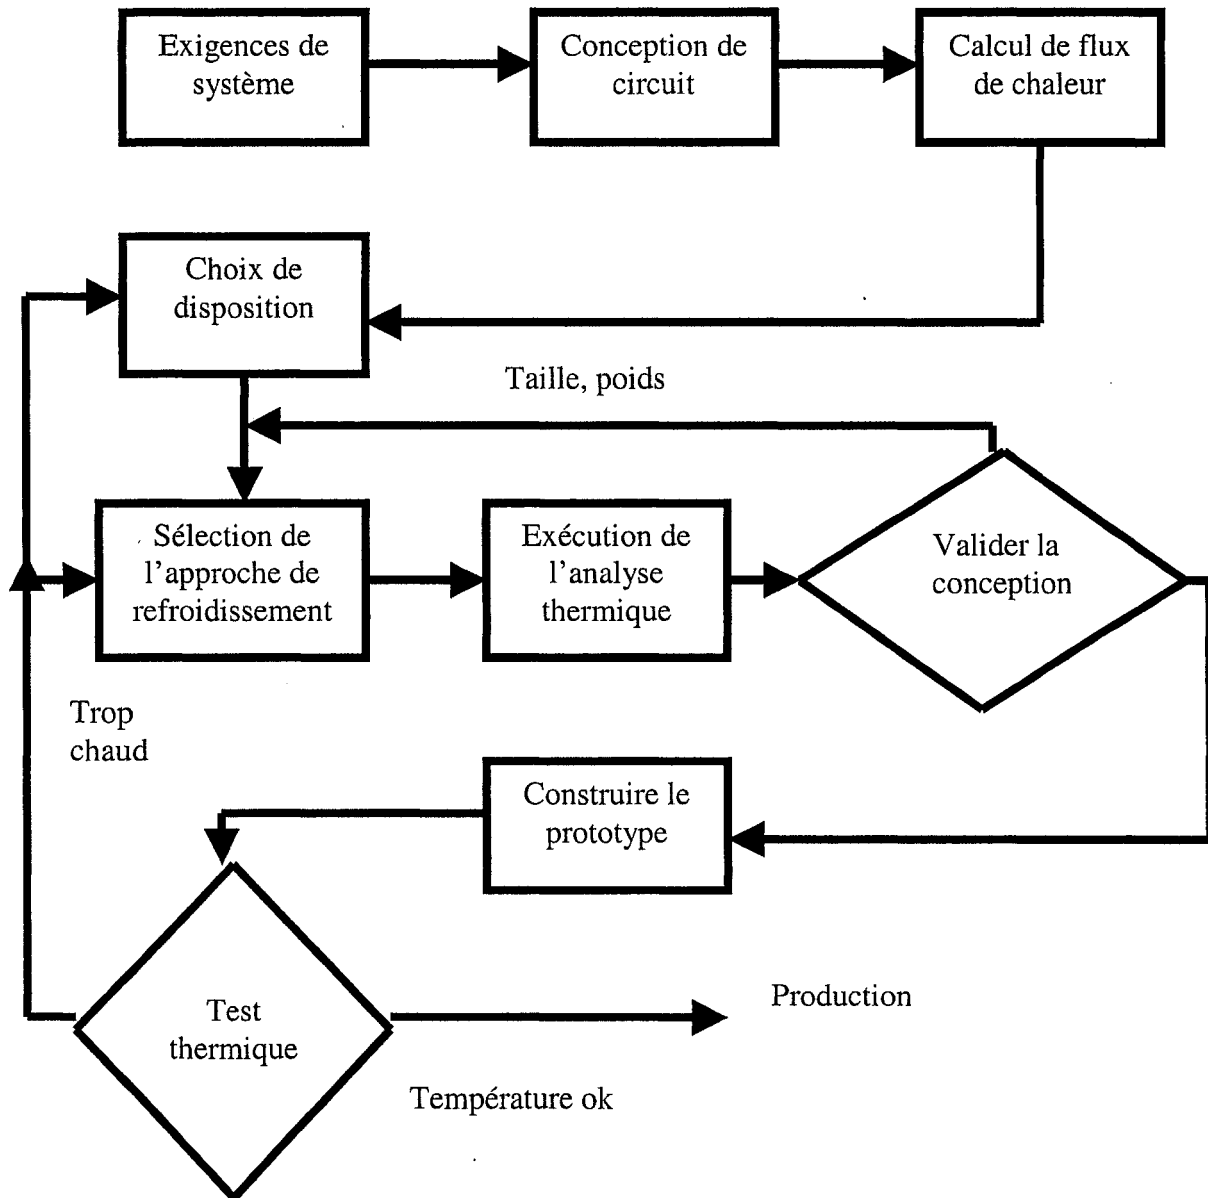 Exigences de
système
Conception de
circuit
Calcul de flux
de chaleur
Choix de
disposition
Taille, poids
Sélection de
l'approche de
refroidissement
Exécution de
l'analyse
thermique
Valider la
conception
Trop
chaud
Construire le
prototype
Test
thermique
Production
Température ok